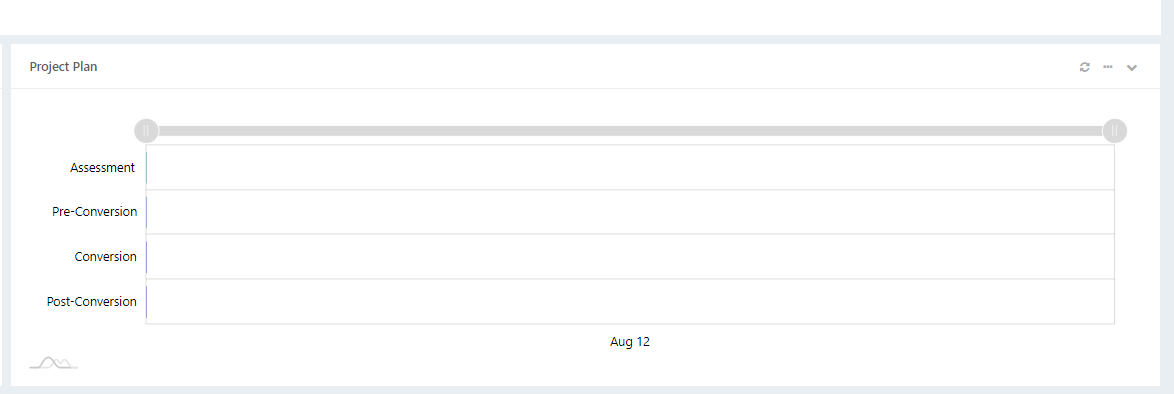 Project Plan
Assessment
Pre-Conversion
Conversion
Post-Conversion
Aug 12